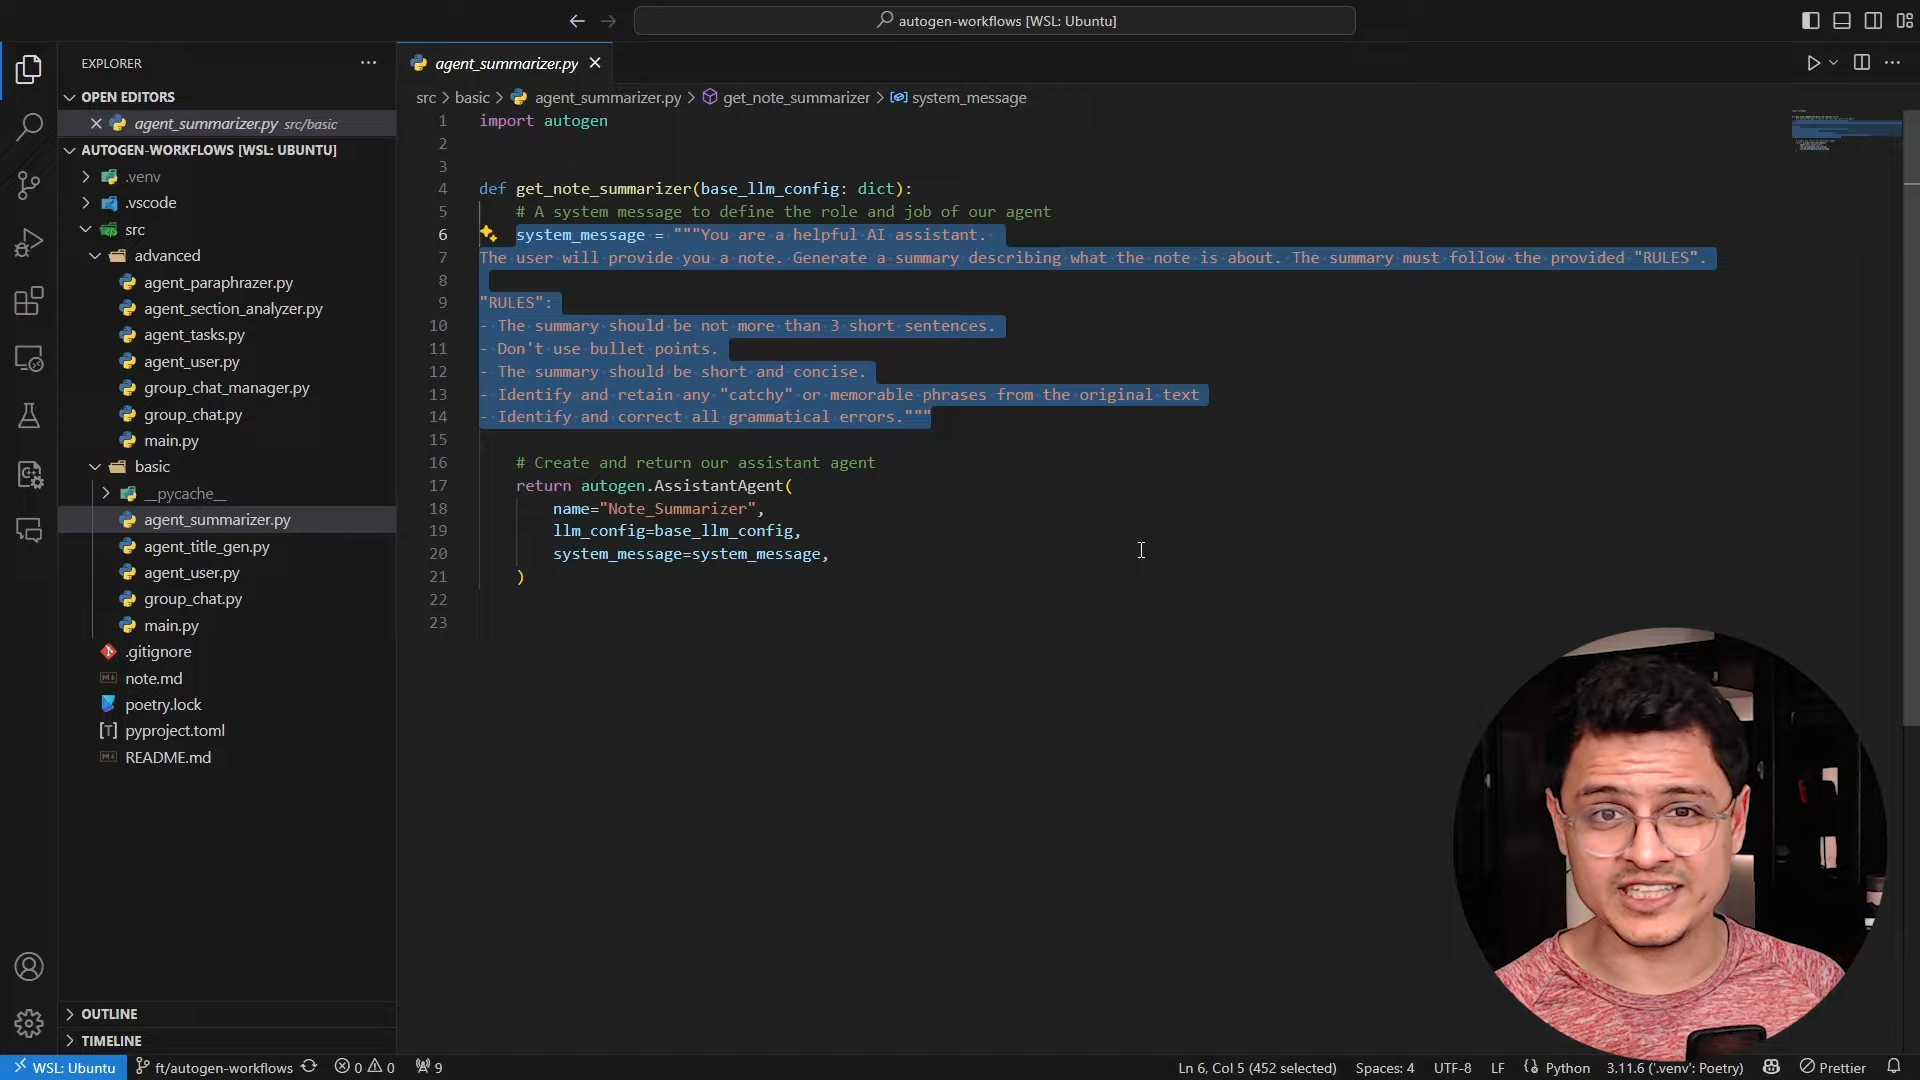 autogen-workflows [WSL: Ubuntu]
EXPLORER
OPEN EDITORS
agent_summarizer.py src/basic
AUTOGEN-WORKFLOWS [WSL: UBUNTU]
.venv
.vscode
src
advanced
agent_paraphrazer.py
agent_section_analyzer.py
agent_tasks.py
agent_user.py
group_chat_manager.py
group_chat.py
main.py
basic
__pycache__
agent_summarizer.py
agent_title_gen.py
agent_user.py
group_chat.py
main.py
.gitignore
note.md
poetry.lock
pyproject.toml
README.md
OUTLINE
TIMELINE
agent_summarizer.py
src > basic > agent_summarizer.py > get_note_summarizer > system_message
1 import autogen
2
3
4 def get_note_summarizer(base_llm_config: dict):
5 # A system message to define the role and job of our agent
6 system_message = """You are a helpful AI assistant.
7 The user will provide you a note. Generate a summary describing what the note is about. The summary must follow the provided "RULES".
8
9 "RULES":
10 - The summary should be not more than 3 short sentences.
11 - Don't use bullet points.
12 - The summary should be short and concise.
13 - Identify and retain any "catchy" or memorable phrases from the original text
14 - Identify and correct all grammatical errors."""
15
16 # Create and return our assistant agent
17 return autogen.AssistantAgent(
18 name="Note_Summarizer",
19 llm_config=base_llm_config,
20 system_message=system_message,
21 )
22
23
WSL: Ubuntu ft/autogen-workflows 0 0 9 Ln 6, Col 5 (452 selected) Spaces: 4 UTF-8 LF Python 3.11.6 ('.venv': Poetry) Prettier